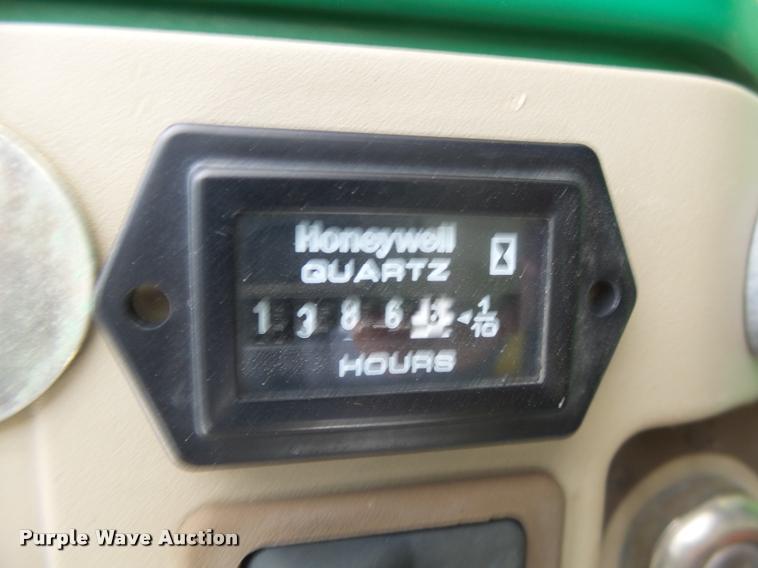 Honeywell
QUARTZ
1 3 8 6 1/10
HOURS
Purple Wave Auction